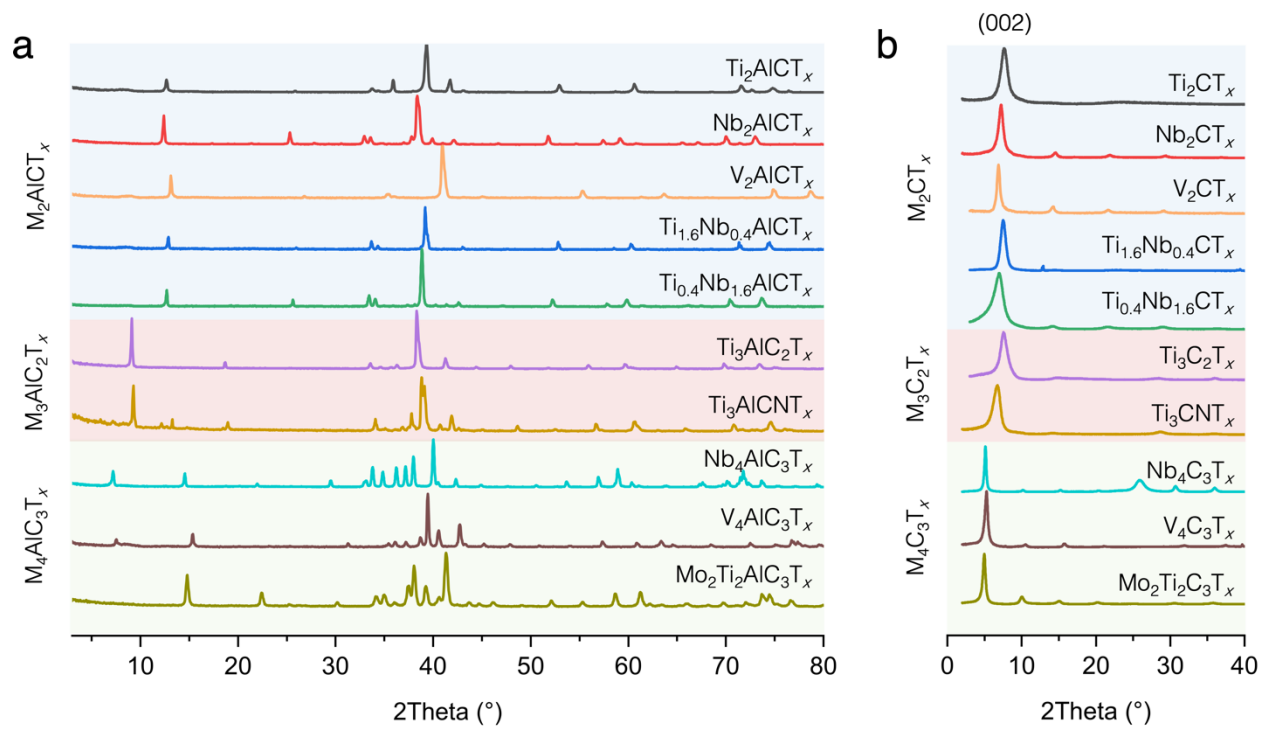 a
M₂AlCTₓ
M₃AlC₂Tₓ
M₄AlC₃Tₓ
Ti₂AlCTₓ
Nb₂AlCTₓ
V₂AlCTₓ
Ti₁.₆Nb₀.₄AlCTₓ
Ti₀.₄Nb₁.₆AlCTₓ
Ti₃AlC₂Tₓ
Ti₃AlCNTₓ
Nb₄AlC₃Tₓ
V₄AlC₃Tₓ
Mo₂Ti₂AlC₃Tₓ
10 20 30 40 50 60 70 80
2Theta (°)
b
(002)
M₂CTₓ
M₃C₂Tₓ
M₄C₃Tₓ
Ti₂CTₓ
Nb₂CTₓ
V₂CTₓ
Ti₁.₆Nb₀.₄CTₓ
Ti₀.₄Nb₁.₆CTₓ
Ti₃C₂Tₓ
Ti₃CNTₓ
Nb₄C₃Tₓ
V₄C₃Tₓ
Mo₂Ti₂C₃Tₓ
0 10 20 30 40
2Theta (°)